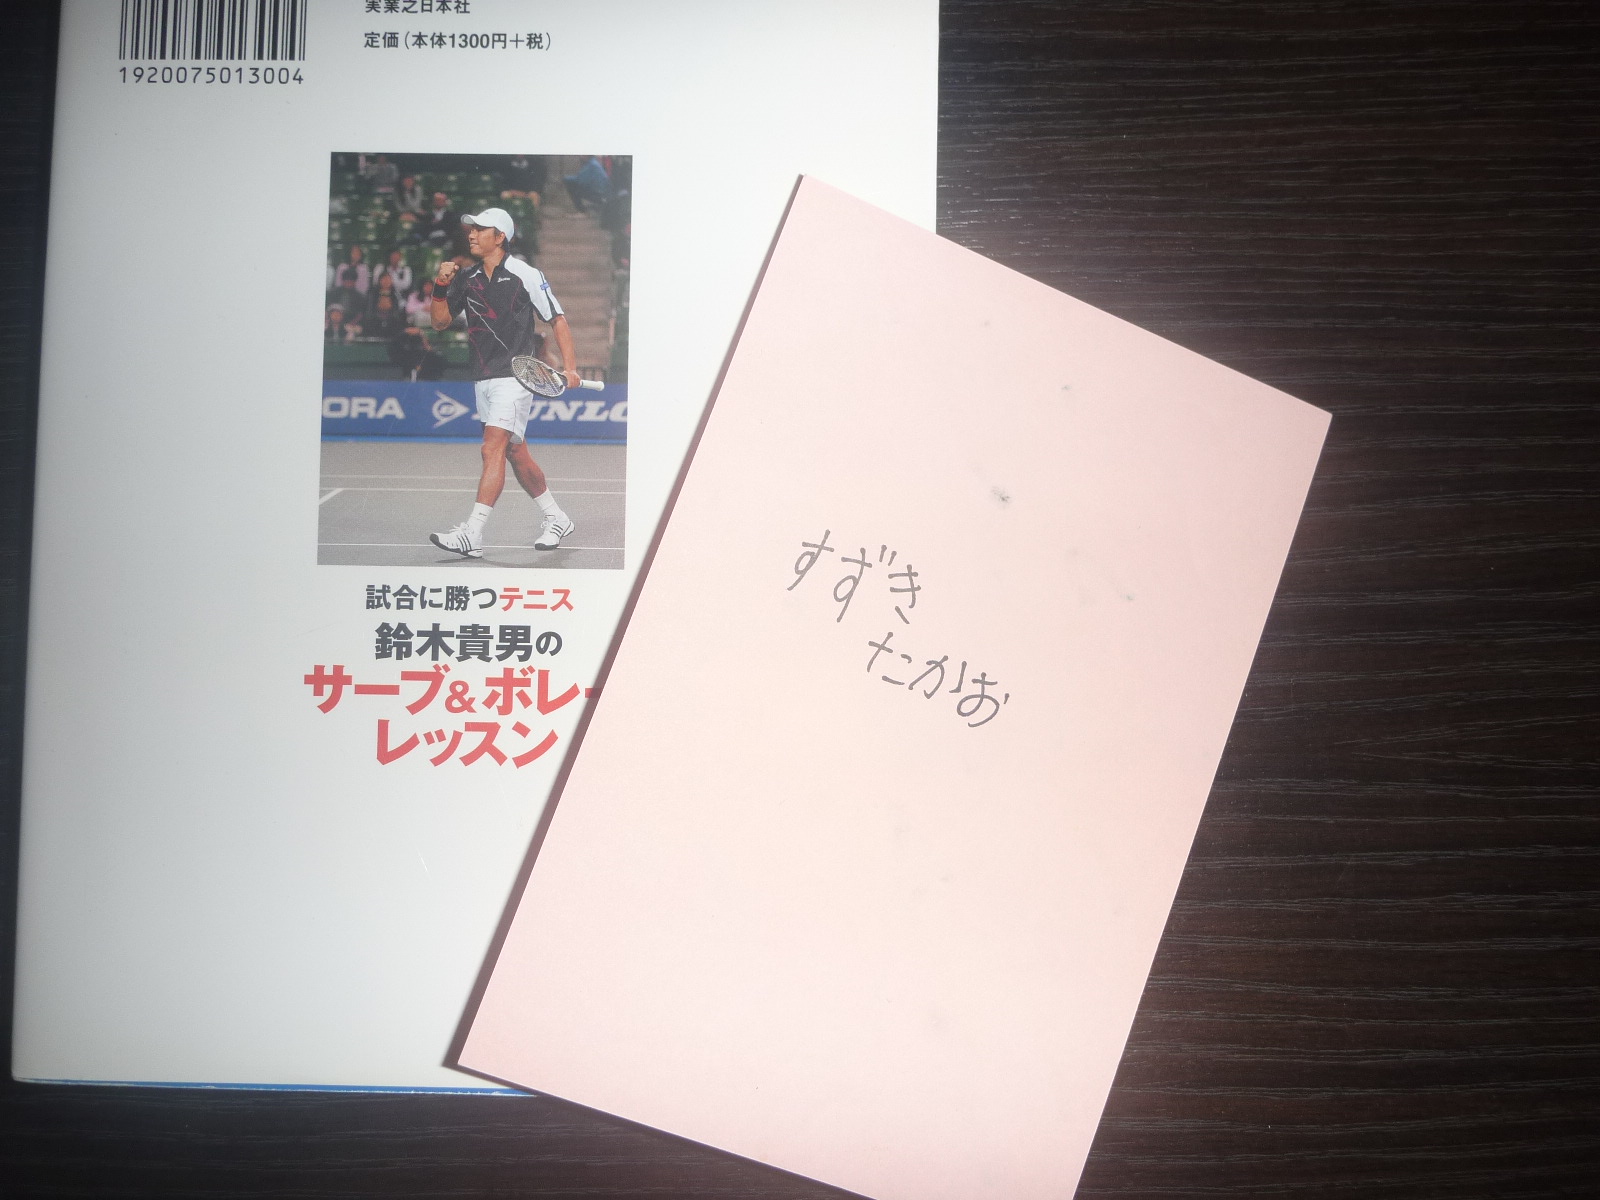 実業之日本社
定価(本体1300円+税)
1920075013004
ORA DUNLO
試合に勝つテニス
鈴木貴男の
サーブ&ボレー
レッスン
すずき
たかお